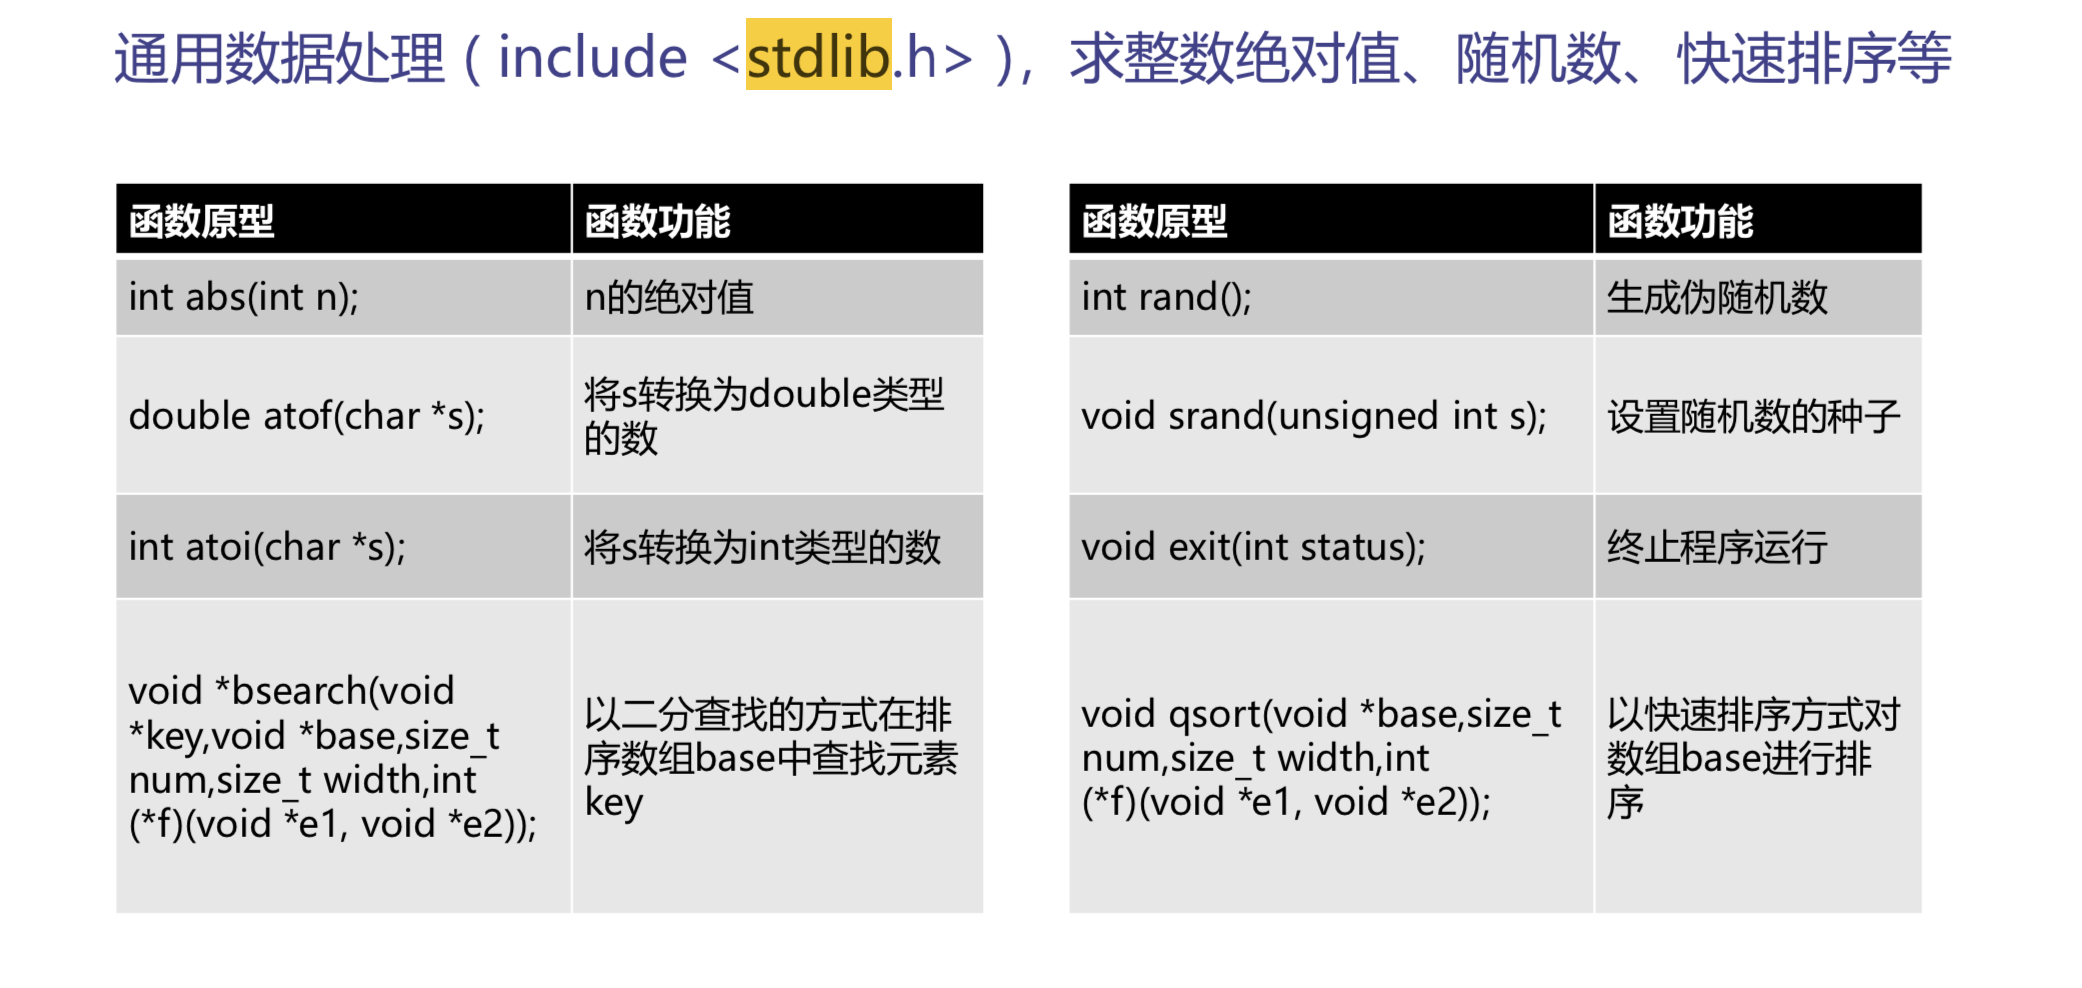 通用数据处理（include <stdlib.h>），求整数绝对值、随机数、快速排序等
函数原型
函数功能
int abs(int n);
n的绝对值
double atof(char *s);
将s转换为double类型
的数
int atoi(char *s);
将s转换为int类型的数
void *bsearch(void
*key,void *base,size_t
num,size_t width,int
(*f)(void *e1, void *e2));
以二分查找的方式在排
序数组base中查找元素
key
函数原型
函数功能
int rand();
生成伪随机数
void srand(unsigned int s);
设置随机数的种子
void exit(int status);
终止程序运行
void qsort(void *base,size_t
num,size_t width,int
(*f)(void *e1, void *e2));
以快速排序方式对
数组base进行排
序